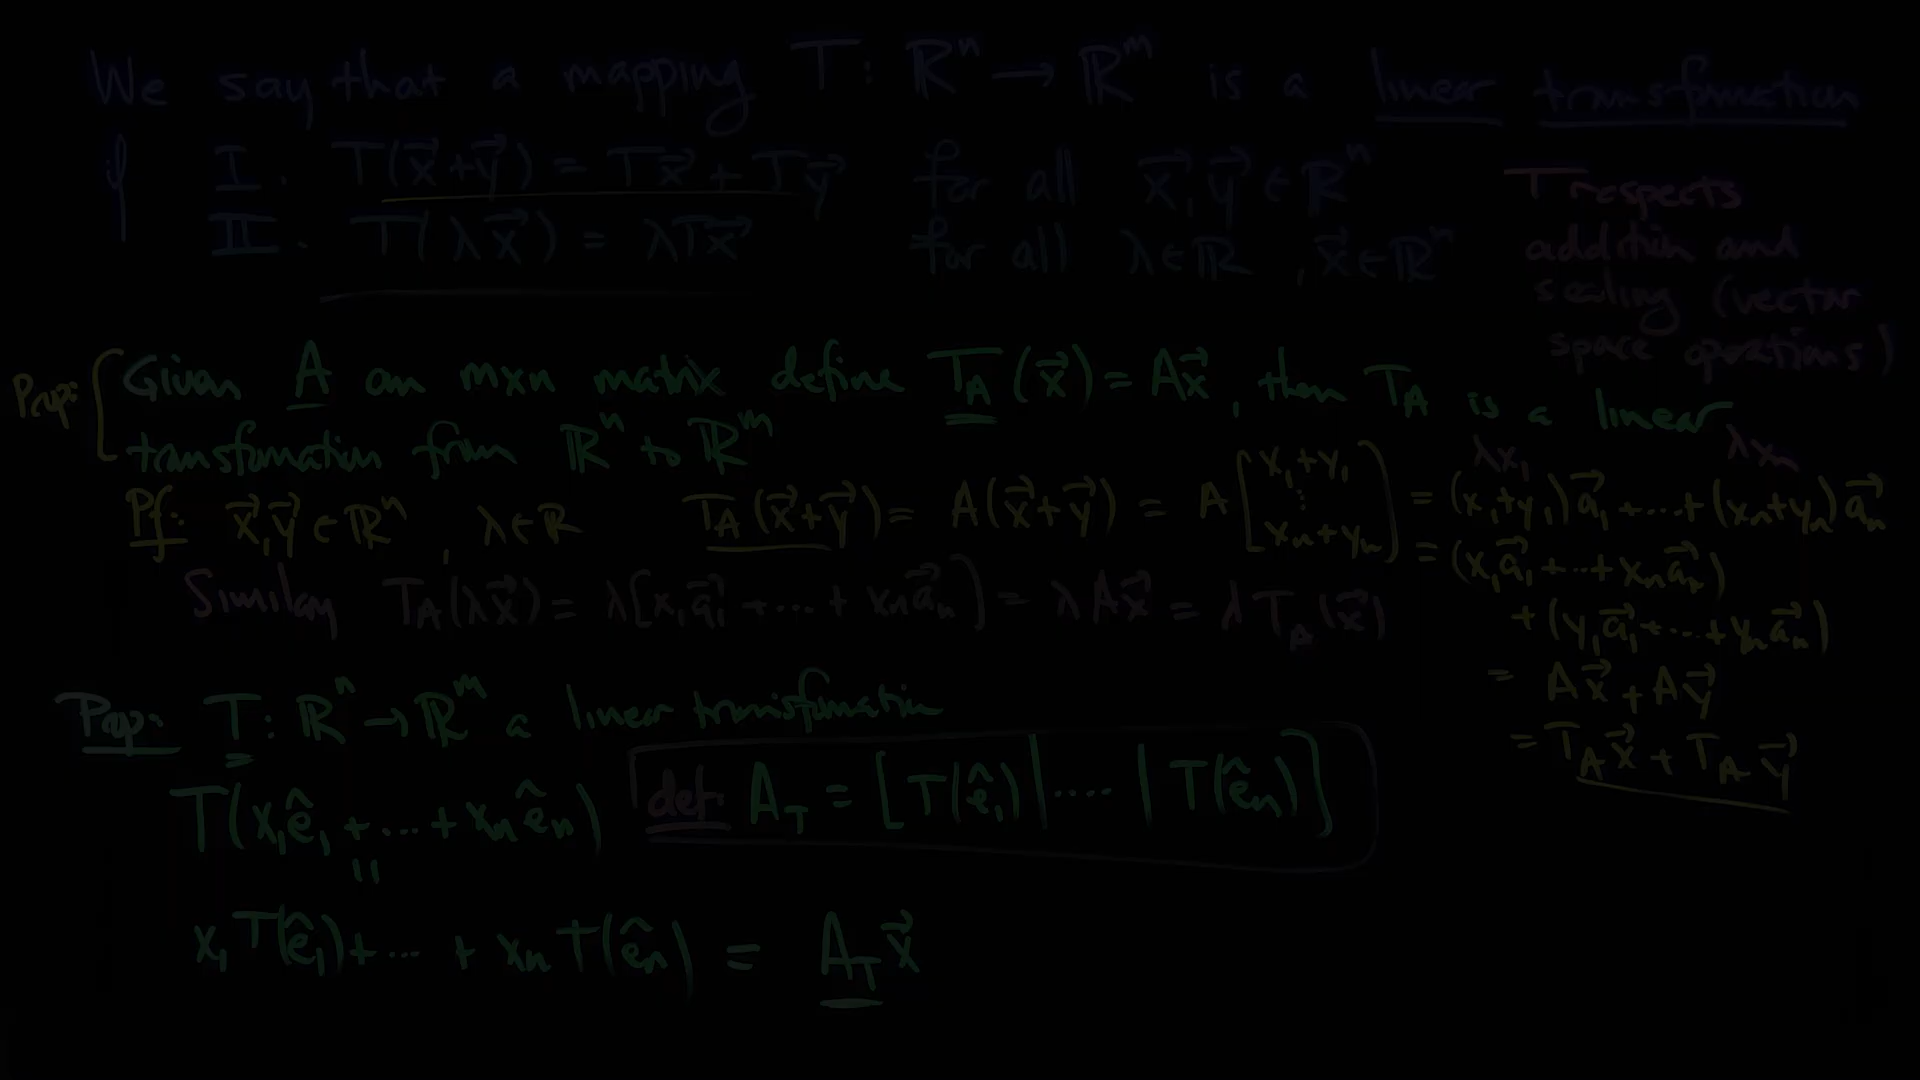 We say that a mapping T: ℝⁿ → ℝᵐ is a linear transformation
if I. T(x⃗+y⃗) = Tx⃗ + Ty⃗ for all x⃗, y⃗ ∈ ℝⁿ
II. T(λx⃗) = λTx⃗ for all λ∈ℝ, x⃗∈ℝⁿ
T respects
addition and
scaling (vector
space operations)
Prop: Given A an mxn matrix define T_A(x⃗) = Ax⃗, then T_A is a linear
transformation from ℝⁿ to ℝᵐ
λx₁ λxₙ
Pf: x⃗, y⃗ ∈ ℝⁿ, λ∈ℝ T_A(x⃗+y⃗) = A(x⃗+y⃗) = A[x₁+y₁ ⋮ xₙ+yₙ] = (x₁+y₁)a⃗₁+...+(xₙ+yₙ)a⃗ₙ
= (x₁a⃗₁+...+xₙa⃗ₙ)
+ (y₁a⃗₁+...+yₙa⃗ₙ)
= Ax⃗ + Ay⃗
= T_A x⃗ + T_A y⃗
Similary T_A(λx⃗) = λ[x₁a⃗₁ +...+ xₙa⃗ₙ] = λAx⃗ = λT_A(x⃗)
Prop: T: ℝⁿ → ℝᵐ a linear transformation
def: A_T = [T(ê₁)|....|T(êₙ)]
T(x₁ê₁ +...+ xₙêₙ)
=
x₁T(ê₁)+... + xₙT(êₙ) = A_T x⃗